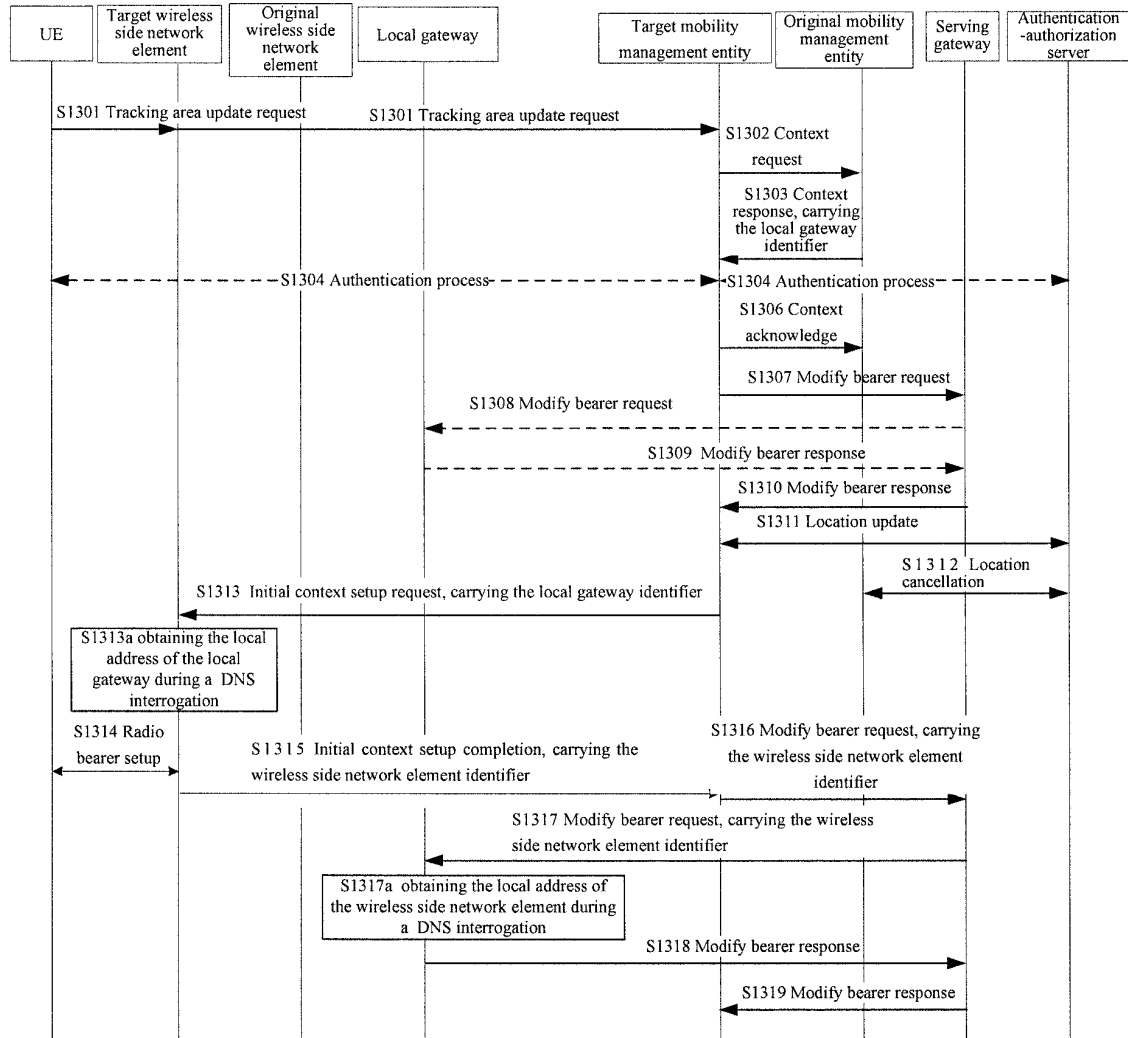 UE
Target wireless
side network
element
Original
wireless side
network
element
Local gateway
Target mobility
management entity
Original mobility
management
entity
Serving
gateway
Authentication
-authorization
server
S1301 Tracking area update request
S1301 Tracking area update request
S1302 Context
request
S1303 Context
response, carrying
the local gateway
identifier
S1304 Authentication process
S1304 Authentication process
S1306 Context
acknowledge
S1307 Modify bearer request
S1308 Modify bearer request
S1309 Modify bearer response
S1310 Modify bearer response
S1311 Location update
S1312 Location
cancellation
S1313 Initial context setup request, carrying the local gateway identifier
S1313a obtaining the local
address of the local
gateway during a DNS
interrogation
S1314 Radio
bearer setup
S1315 Initial context setup completion, carrying the
wireless side network element identifier
S1316 Modify bearer request, carrying
the wireless side network element
identifier
S1317 Modify bearer request, carrying the wireless
side network element identifier
S1317a obtaining the local address of
the wireless side network element during
a DNS interrogation
S1318 Modify bearer response
S1319 Modify bearer response